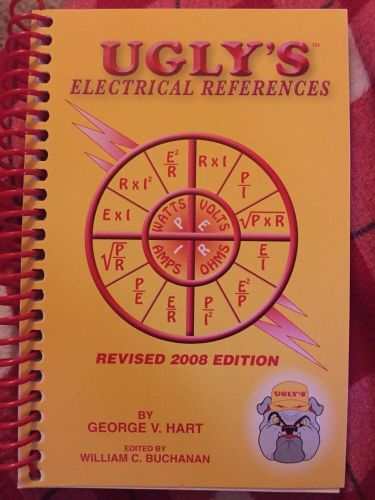 UGLY'S™
ELECTRICAL REFERENCES
E²/R
R x I
R x I²
P/I
E x I
√P x R
WATTS
VOLTS
P
E
I
R
AMPS
OHMS
√P/R
E/I
P/E
E/R
P/I²
E²/P
REVISED 2008 EDITION
UGLY'S
BY
GEORGE V. HART
EDITED BY
WILLIAM C. BUCHANAN